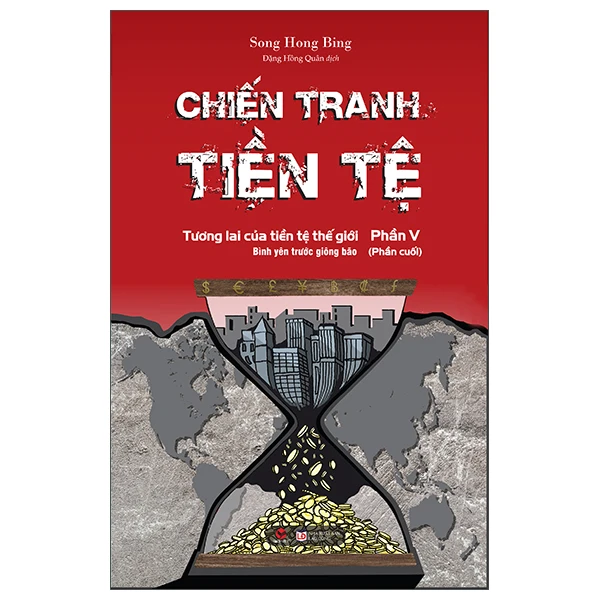 Song Hong Bing
Đặng Hồng Quân dịch
CHIẾN TRANH
TIỀN TỆ
Tương lai của tiền tệ thế giới Phần V
Bình yên trước giông bão (Phần cuối)
$ € £ ¥ ฿ ₡ ƒ
LĐ